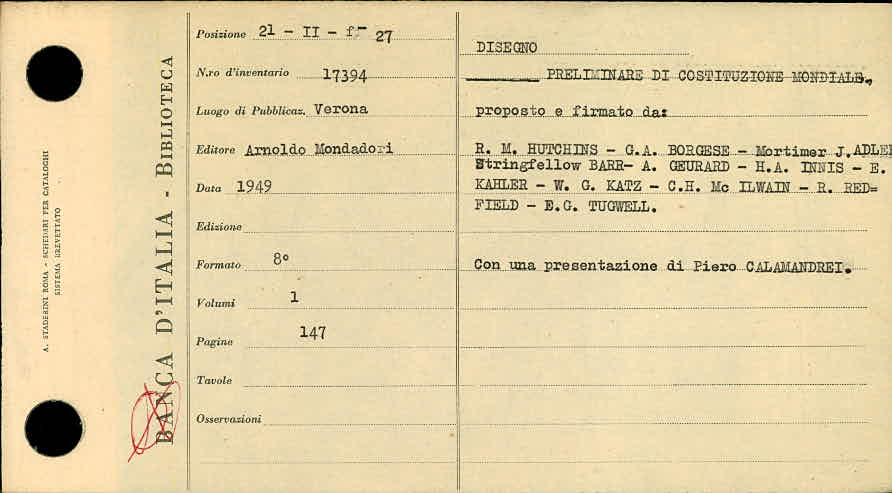 A. STADERINI ROMA - SCHEDARI PER CATALOGHI
SISTEMA BREVETTATO
BANCA D'ITALIA - BIBLIOTECA
Posizione 21 - II - f- 27
N.ro d'inventario 17394
Luogo di Pubblicaz. Verona
Editore Arnoldo Mondadori
Data 1949
Edizione
Formato 8°
Volumi 1
Pagine 147
Tavole
Osservazioni
DISEGNO
PRELIMINARE DI COSTITUZIONE MONDIALE.,
proposto e firmato da:
R. M. HUTCHINS - G.A. BORGESE - Mortimer J. ADLER
Stringfellow BARR- A. GEURARD - H.A. INNIS - E.
KAHLER - W. G. KATZ - C.H. Mc ILWAIN - R. RED=
FIELD - E.G. TUGWELL.
Con una presentazione di Piero CALAMANDREI.